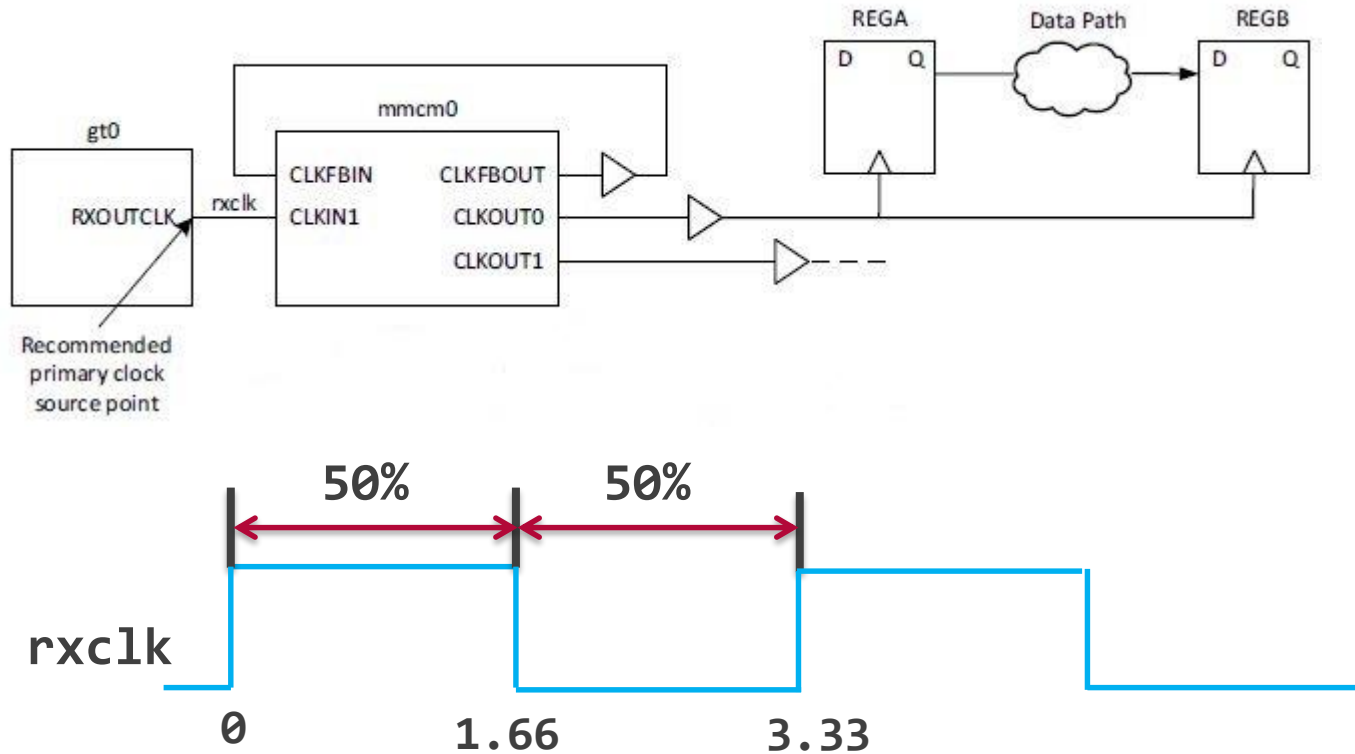 REGA
Data Path
REGB
D
Q
D
Q
mmcm0
gt0
CLKFBIN
CLKFBOUT
RXOUTCLK
rxclk
CLKIN1
CLKOUT0
CLKOUT1
Recommended
primary clock
source point
50%
50%
rxclk
0
1.66
3.33